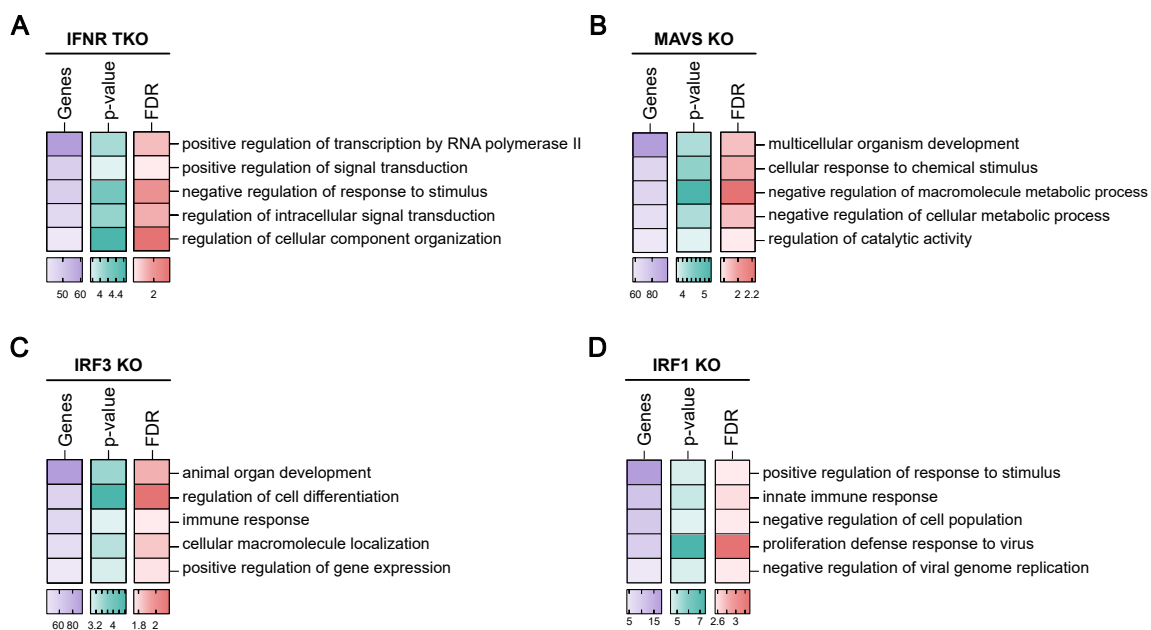 A
IFNR TKO
Genes
p-value
FDR
positive regulation of transcription by RNA polymerase II
positive regulation of signal transduction
negative regulation of response to stimulus
regulation of intracellular signal transduction
regulation of cellular component organization
50 60
4 4.4
2
B
MAVS KO
Genes
p-value
FDR
multicellular organism development
cellular response to chemical stimulus
negative regulation of macromolecule metabolic process
negative regulation of cellular metabolic process
regulation of catalytic activity
60 80
4 5
2 2.2
C
IRF3 KO
Genes
p-value
FDR
animal organ development
regulation of cell differentiation
immune response
cellular macromolecule localization
positive regulation of gene expression
60 80
3.2 4
1.8 2
D
IRF1 KO
Genes
p-value
FDR
positive regulation of response to stimulus
innate immune response
negative regulation of cell population
proliferation defense response to virus
negative regulation of viral genome replication
5 15
5 7
2.6 3